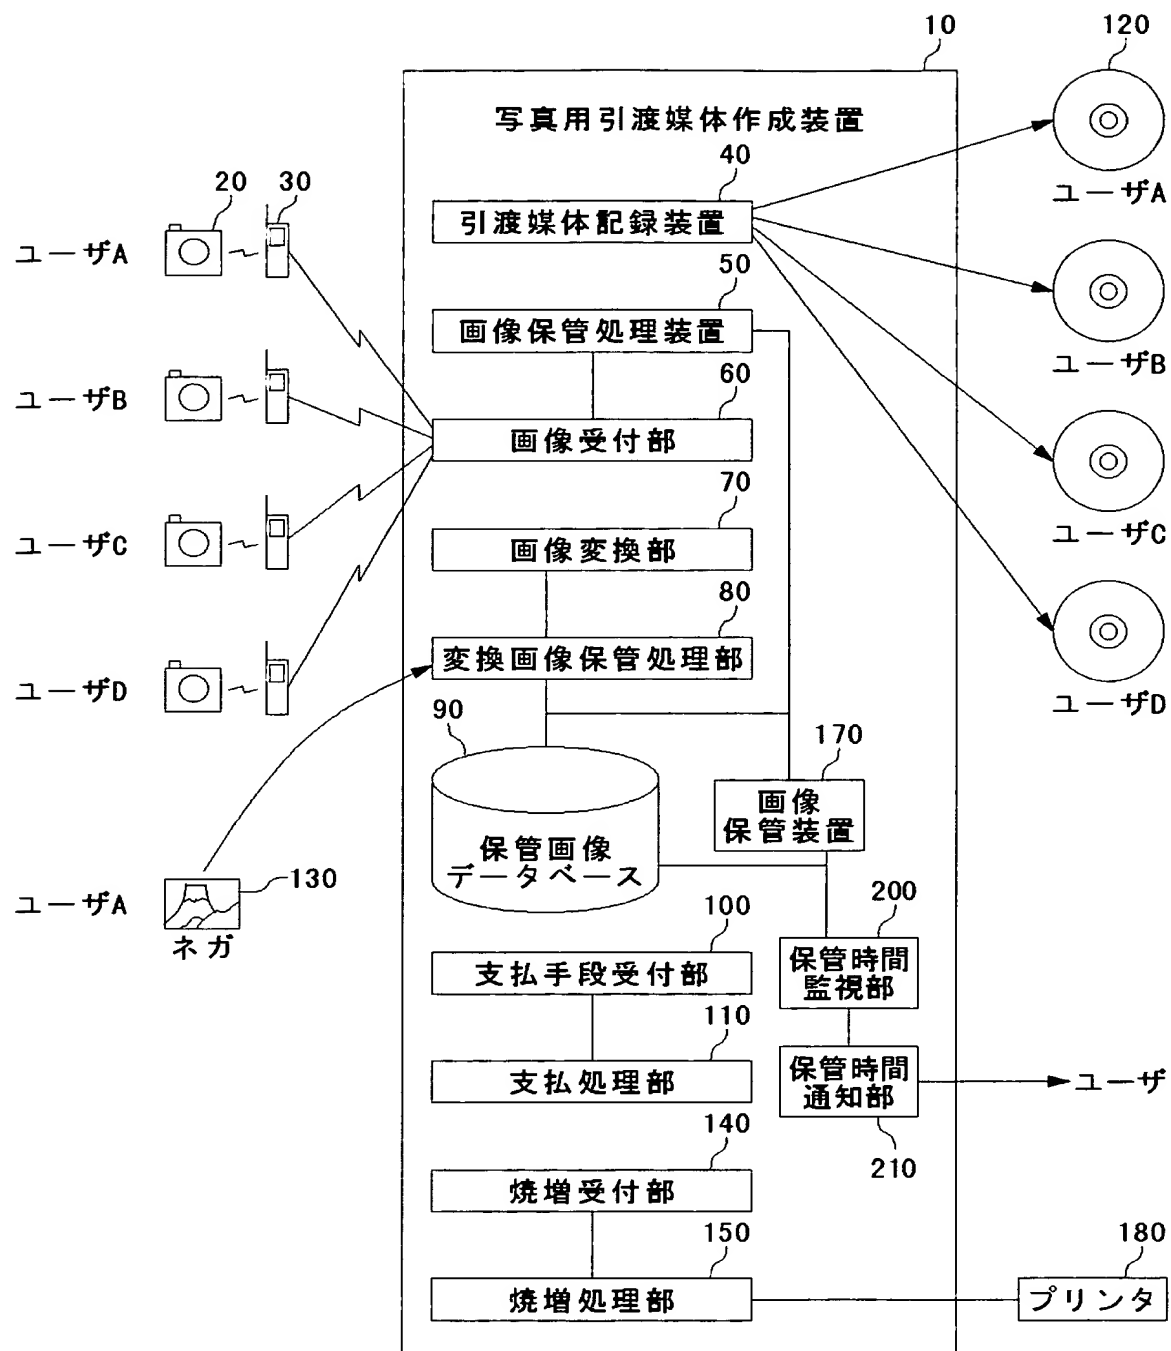 10
120
写真用引渡媒体作成装置
40
引渡媒体記録装置
ユーザA
20
30
ユーザA
50
画像保管処理装置
ユーザB
60
画像受付部
ユーザB
70
画像変換部
ユーザC
ユーザC
80
変換画像保管処理部
ユーザD
ユーザD
90
170
画像
保管装置
保管画像
データベース
ユーザA
130
ネガ
100
支払手段受付部
200
保管時間
監視部
110
支払処理部
保管時間
通知部
ユーザ
210
140
焼増受付部
150
焼増処理部
180
プリンタ